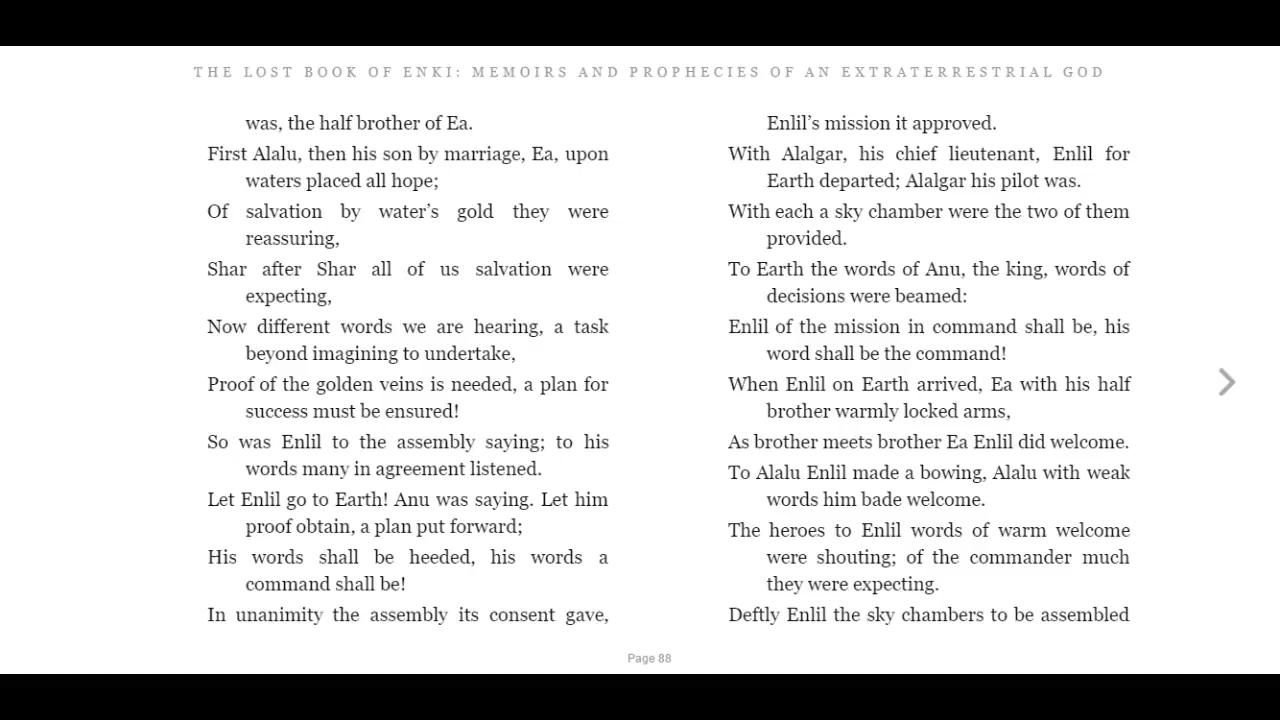 THE LOST BOOK OF ENKI: MEMOIRS AND PROPHECIES OF AN EXTRATERRESTRIAL GOD
was, the half brother of Ea.
First Alalu, then his son by marriage, Ea, upon
waters placed all hope;
Of salvation by water’s gold they were
reassuring,
Shar after Shar all of us salvation were
expecting,
Now different words we are hearing, a task
beyond imagining to undertake,
Proof of the golden veins is needed, a plan for
success must be ensured!
So was Enlil to the assembly saying; to his
words many in agreement listened.
Let Enlil go to Earth! Anu was saying. Let him
proof obtain, a plan put forward;
His words shall be heeded, his words a
command shall be!
In unanimity the assembly its consent gave,
Enlil’s mission it approved.
With Alalgar, his chief lieutenant, Enlil for
Earth departed; Alalgar his pilot was.
With each a sky chamber were the two of them
provided.
To Earth the words of Anu, the king, words of
decisions were beamed:
Enlil of the mission in command shall be, his
word shall be the command!
When Enlil on Earth arrived, Ea with his half
brother warmly locked arms,
As brother meets brother Ea Enlil did welcome.
To Alalu Enlil made a bowing, Alalu with weak
words him bade welcome.
The heroes to Enlil words of warm welcome
were shouting; of the commander much
they were expecting.
Deftly Enlil the sky chambers to be assembled
Page 88